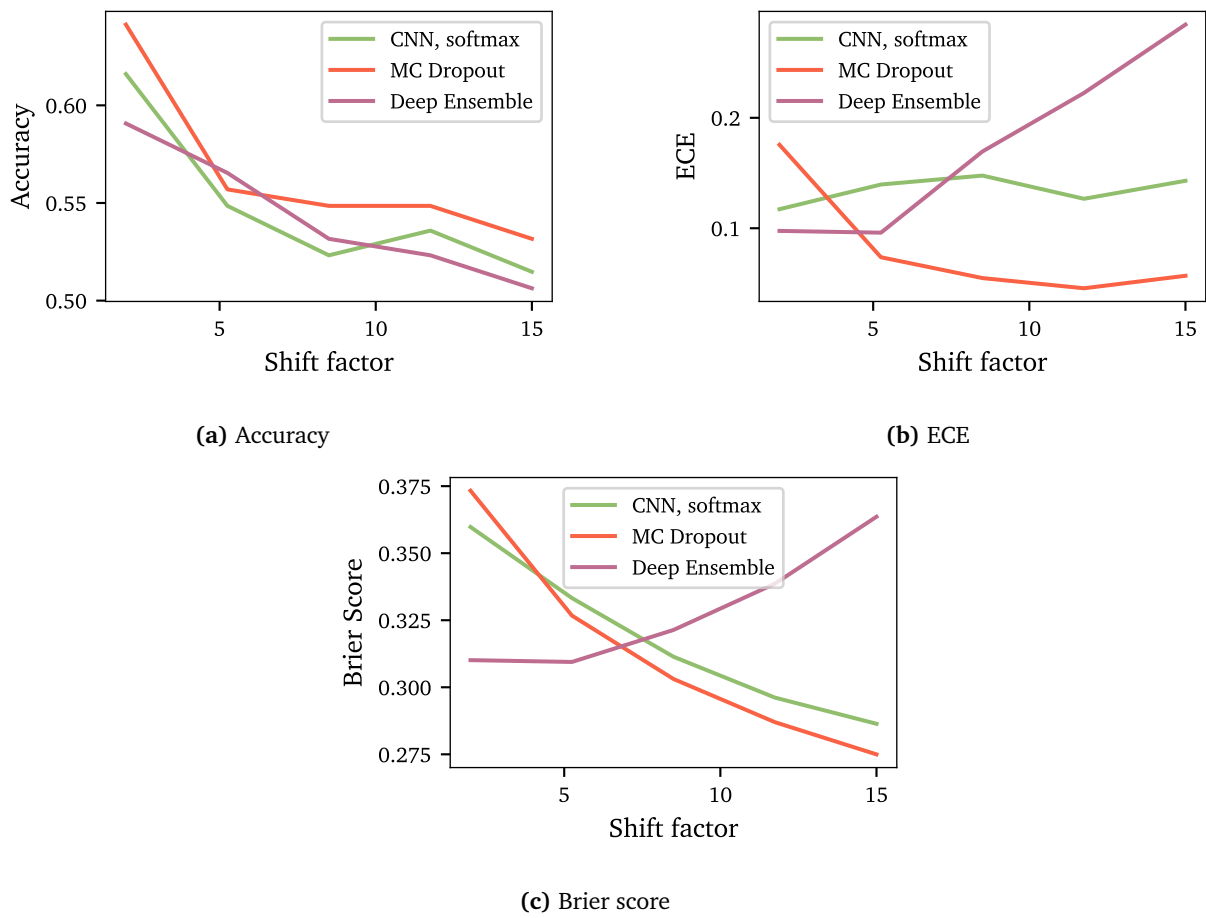 Accuracy
0.60
0.55
0.50
CNN, softmax
MC Dropout
Deep Ensemble
5
10
15
Shift factor
(a) Accuracy
ECE
0.2
0.1
CNN, softmax
MC Dropout
Deep Ensemble
5
10
15
Shift factor
(b) ECE
Brier Score
0.375
0.350
0.325
0.300
0.275
CNN, softmax
MC Dropout
Deep Ensemble
5
10
15
Shift factor
(c) Brier score